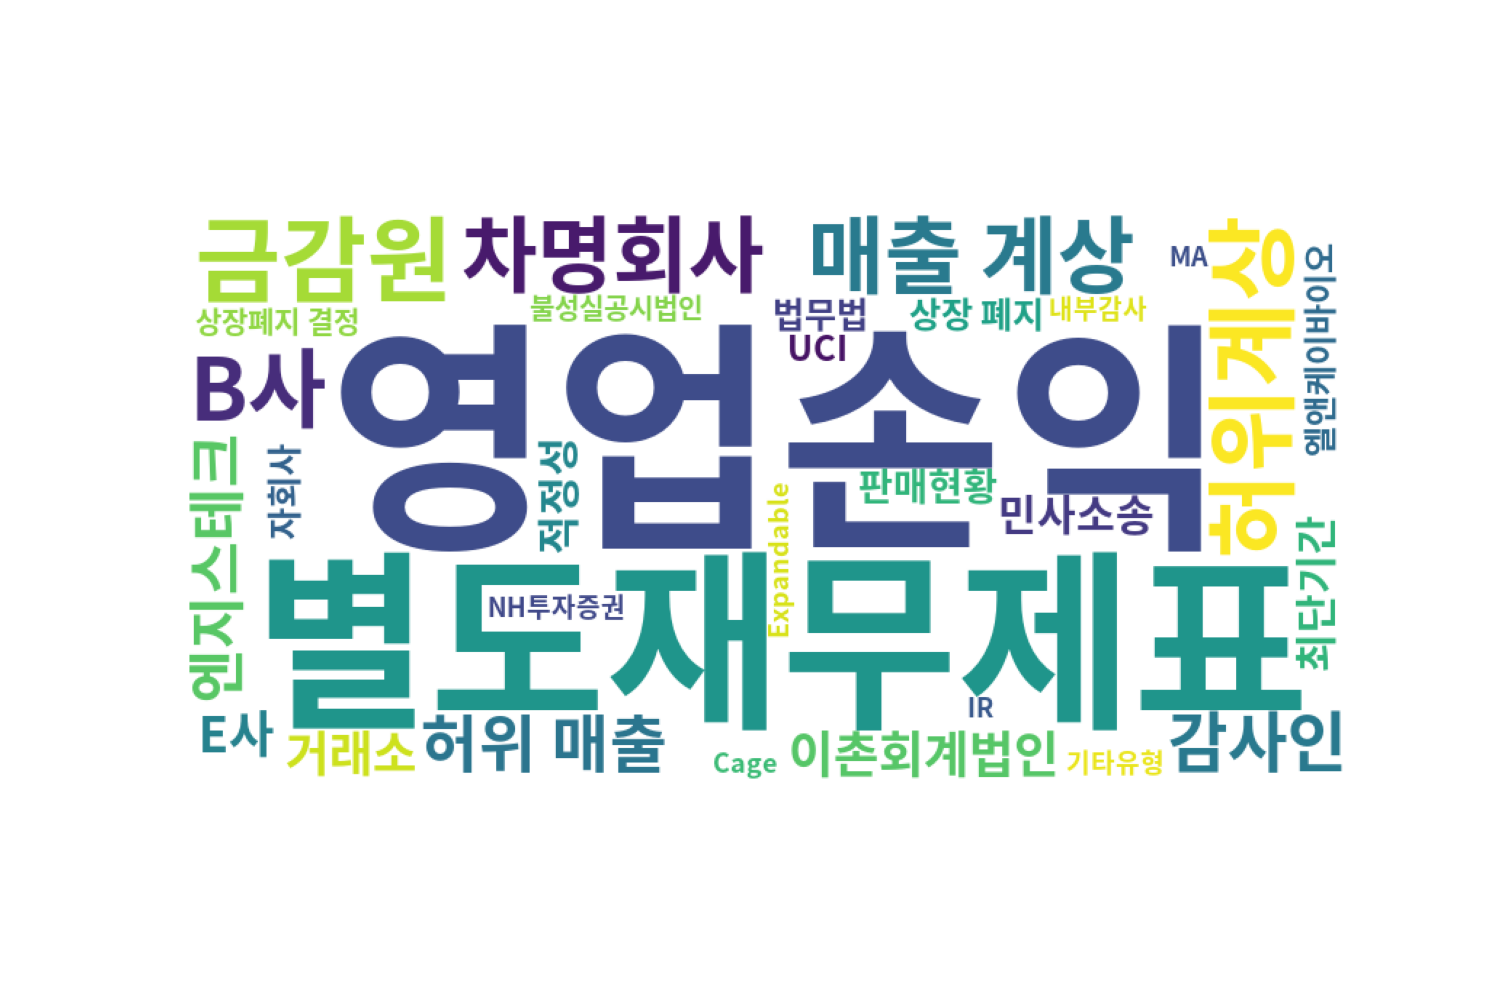 금감원
차명회사
매출 계상
MA
허위계상
엘앤케이바이오
상장폐지 결정
불성실공시법인
법무법
상장 폐지
내부감사
UCI
B사
영업손익
엔지스테크
자회사
적정성
판매현황
민사소송
Expandable
최단기간
별도재무제표
NH투자증권
IR
E사
거래소
허위 매출
Cage
이촌회계법인
기타유형
감사인